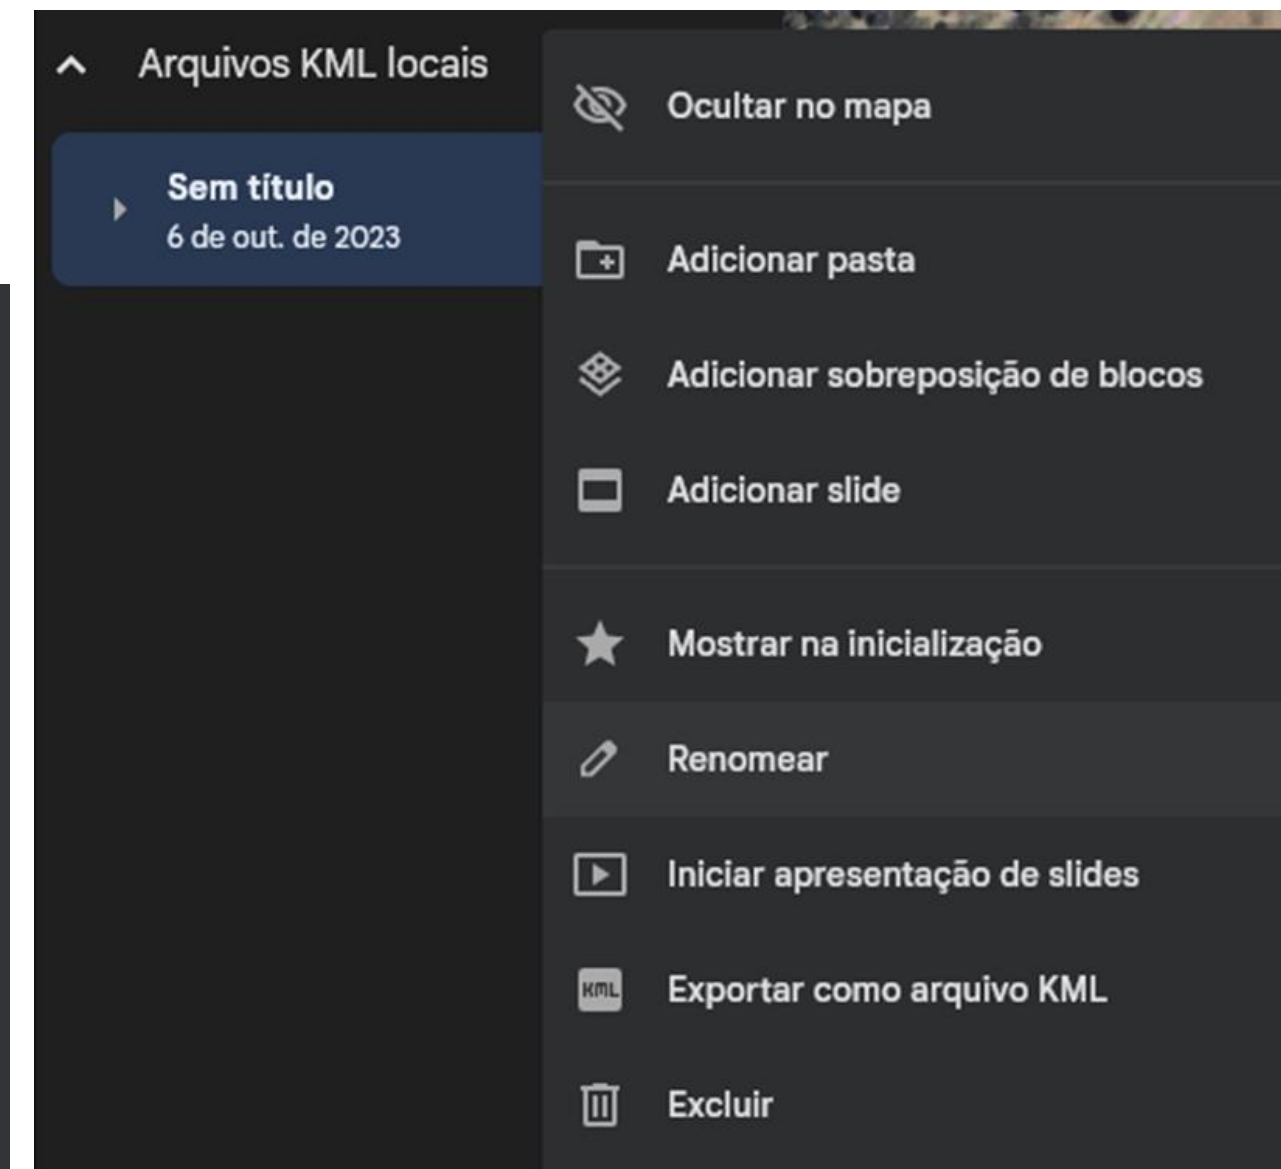 Arquivos KML locais
Sem título
6 de out. de 2023
Ocultar no mapa
Adicionar pasta
Adicionar sobreposição de blocos
Adicionar slide
Mostrar na inicialização
Renomear
Iniciar apresentação de slides
KML
Exportar como arquivo KML
Excluir